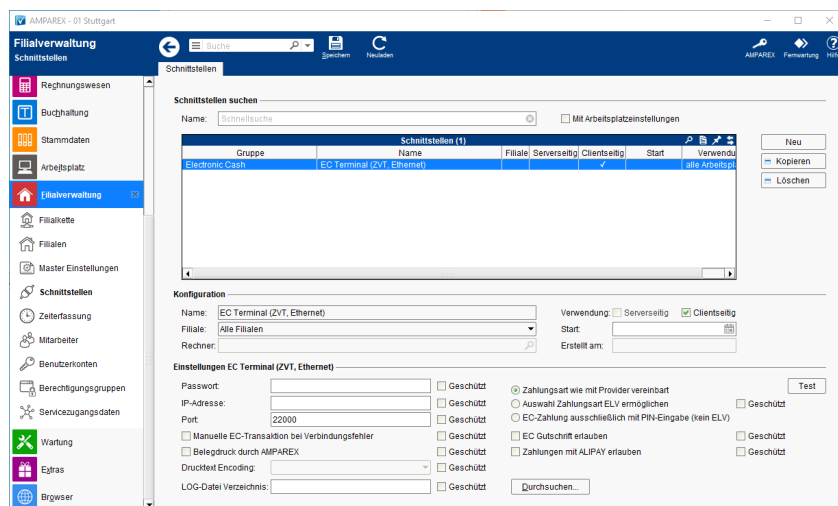 AMPAREX - 01 Stuttgart
Filialverwaltung
Schnittstellen
Suche
Speichern
Neuladen
AMPAREX
Fernwartung
Hilf
Schnittstellen
Rechnungswesen
Buchhaltung
Stammdaten
Arbeitsplatz
Filialverwaltung
Filialkette
Filialen
Master Einstellungen
Schnittstellen
Zeiterfassung
Mitarbeiter
Benutzerkonten
Berechtigungsgruppen
Servicezugangsdaten
Wartung
Extras
Browser
Schnittstellen suchen
Name: Schnellsuche
Mit Arbeitsplatzeinstellungen
Schnittstellen (1)
Gruppe Name Filiale Serverseitig Clientseitig Start Verwendu
Electronic Cash EC Terminal (ZVT, Ethernet) ✓ alle Arbeitspl
Neu
Kopieren
Löschen
Konfiguration
Name: EC Terminal (ZVT, Ethernet) Verwendung: Serverseitig Clientseitig
Filiale: Alle Filialen Start:
Rechner: Erstellt am:
Einstellungen EC Terminal (ZVT, Ethernet)
Passwort: Geschützt Zahlungsart wie mit Provider vereinbart Test
IP-Adresse: Geschützt Auswahl Zahlungsart ELV ermöglichen Geschützt
Port: 22000 Geschützt EC-Zahlung ausschließlich mit PIN-Eingabe (kein ELV)
Manuelle EC-Transaktion bei Verbindungsfehler Geschützt EC Gutschrift erlauben Geschützt
Belegdruck durch AMPAREX Geschützt Zahlungen mit ALIPAY erlauben Geschützt
Drucktext Encoding: Geschützt
LOG-Datei Verzeichnis: Geschützt Durchsuchen...